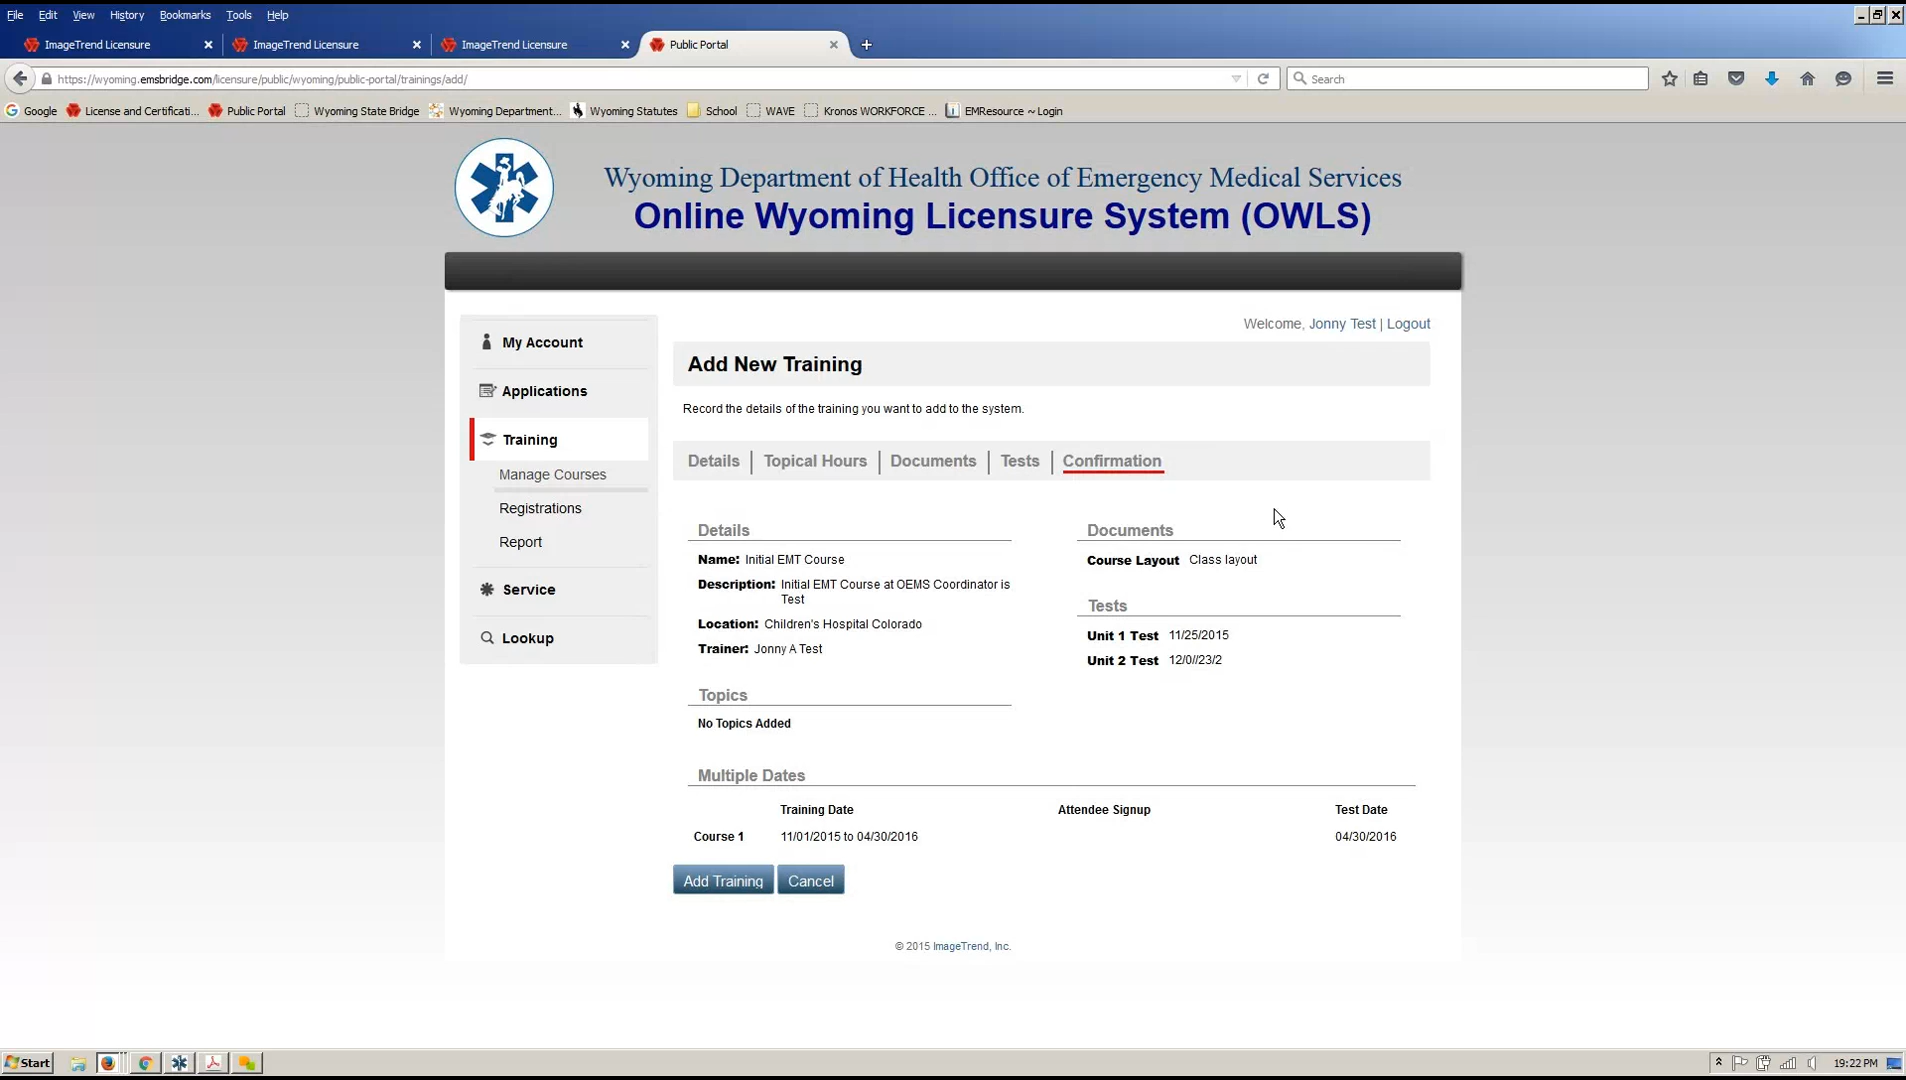 File Edit View History Bookmarks Tools Help
ImageTrend Licensure ImageTrend Licensure ImageTrend Licensure Public Portal
https://wyoming.emsbridge.com/licensure/public/wyoming/public-portal/trainings/add/ Search
Google License and Certificati... Public Portal Wyoming State Bridge Wyoming Department... Wyoming Statutes School WAVE Kronos WORKFORCE ... EMResource ~ Login
Wyoming Department of Health Office of Emergency Medical Services
Online Wyoming Licensure System (OWLS)
Welcome, Jonny Test | Logout
My Account
Applications
Training
Manage Courses
Registrations
Report
Service
Lookup
Add New Training
Record the details of the training you want to add to the system.
Details Topical Hours Documents Tests Confirmation
Details
Name: Initial EMT Course
Description: Initial EMT Course at OEMS Coordinator is
Test
Location: Children's Hospital Colorado
Trainer: Jonny A Test
Topics
No Topics Added
Documents
Course Layout Class layout
Tests
Unit 1 Test 11/25/2015
Unit 2 Test 12/0//23/2
Multiple Dates
Training Date Attendee Signup Test Date
Course 1 11/01/2015 to 04/30/2016 04/30/2016
Add Training Cancel
© 2015 ImageTrend, Inc.
Start 19:22 PM